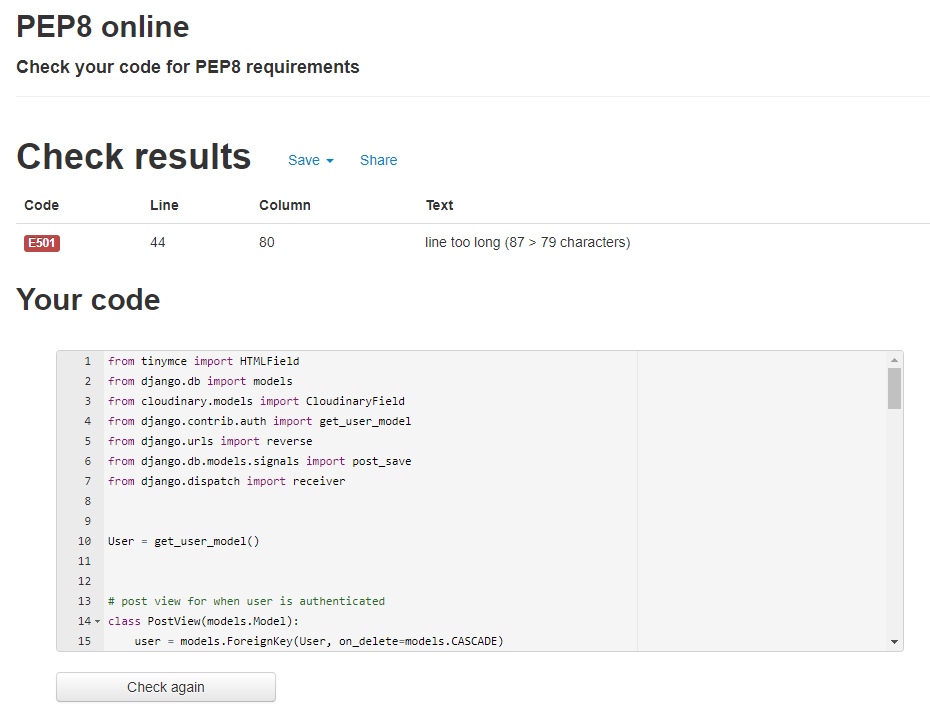 PEP8 online
Check your code for PEP8 requirements
Check results Save Share
Code Line Column Text
E501 44 80 line too long (87 > 79 characters)
Your code
1 from tinymce import HTMLField
2 from django.db import models
3 from cloudinary.models import CloudinaryField
4 from django.contrib.auth import get_user_model
5 from django.urls import reverse
6 from django.db.models.signals import post_save
7 from django.dispatch import receiver
8
9
10 User = get_user_model()
11
12
13 # post view for when user is authenticated
14 class PostView(models.Model):
15     user = models.ForeignKey(User, on_delete=models.CASCADE)
Check again